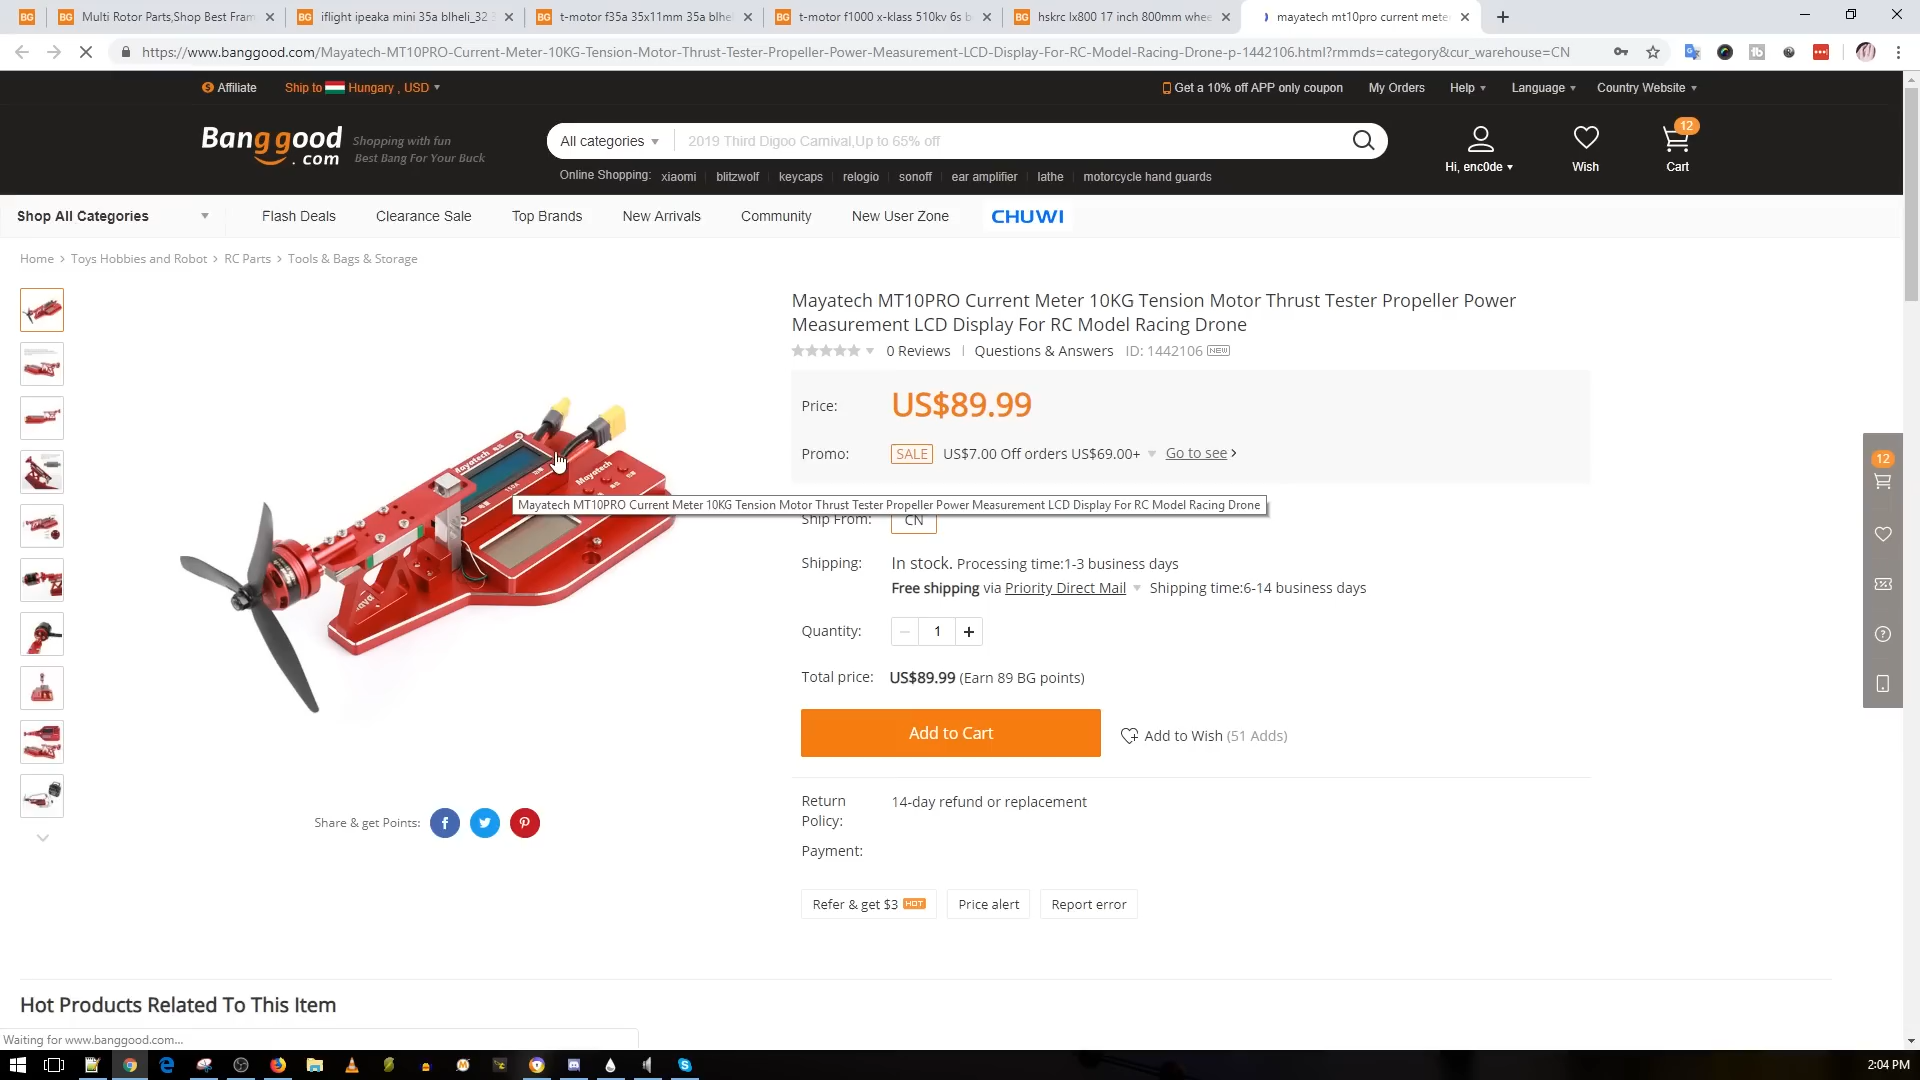 Multi Rotor Parts,Shop Best Fram
iflight ipeaka mini 35a blheli_32 3
t-motor f35a 35x11mm 35a blhel
t-motor f1000 x-klass 510kv 6s b
hskrc lx800 17 inch 800mm whee
mayatech mt10pro current mete
https://www.banggood.com/Mayatech-MT10PRO-Current-Meter-10KG-Tension-Motor-Thrust-Tester-Propeller-Power-Measurement-LCD-Display-For-RC-Model-Racing-Drone-p-1442106.html?rmmds=category&cur_warehouse=CN
Affiliate
Ship to Hungary , USD
Get a 10% off APP only coupon
My Orders
Help
Language
Country Website
Banggood
.com
Shopping with fun
Best Bang For Your Buck
All categories
2019 Third Digoo Carnival,Up to 65% off
Hi, enc0de
Wish
12
Cart
Online Shopping: xiaomi blitzwolf keycaps relogio sonoff ear amplifier lathe motorcycle hand guards
Shop All Categories
Flash Deals
Clearance Sale
Top Brands
New Arrivals
Community
New User Zone
CHUWI
Home > Toys Hobbies and Robot > RC Parts > Tools & Bags & Storage
Mayatech MT10PRO Current Meter 10KG Tension Motor Thrust Tester Propeller Power
Measurement LCD Display For RC Model Racing Drone
0 Reviews | Questions & Answers ID: 1442106 NEW
Price: US$89.99
Promo: SALE US$7.00 Off orders US$69.00+ Go to see >
Mayatech
Mayatech
Mayatech MT10PRO Current Meter 10KG Tension Motor Thrust Tester Propeller Power Measurement LCD Display For RC Model Racing Drone
Ship From: CN
Shipping: In stock. Processing time:1-3 business days
Free shipping via Priority Direct Mail Shipping time:6-14 business days
Quantity: 1 +
Total price: US$89.99 (Earn 89 BG points)
Add to Cart
Add to Wish (51 Adds)
12
Return
Policy:
14-day refund or replacement
Payment:
Share & get Points:
Refer & get $3 HOT
Price alert
Report error
Hot Products Related To This Item
Waiting for www.banggood.com...
2:04 PM